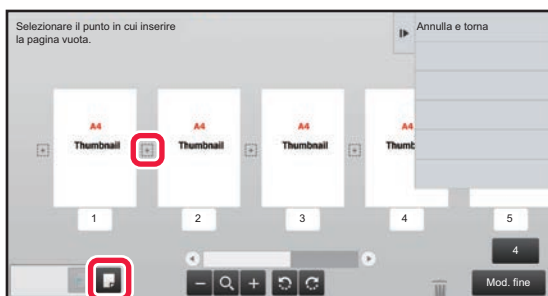 Selezionare il punto in cui inserire
la pagina vuota.
Annulla e torna
A4
Thumbnail
A4
Thumbnail
A4
Thumbnail
A4
Thumb
1
2
3
4
5
4
Mod. fine